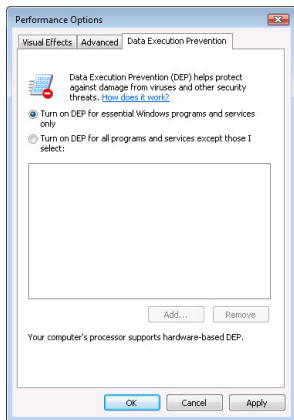 Performance Options
Visual Effects Advanced Data Execution Prevention
Data Execution Prevention (DEP) helps protect
against damage from viruses and other security
threats. How does it work?
Turn on DEP for essential Windows programs and services
only
Turn on DEP for all programs and services except those I
select:
Add... Remove
Your computer's processor supports hardware-based DEP.
OK Cancel Apply